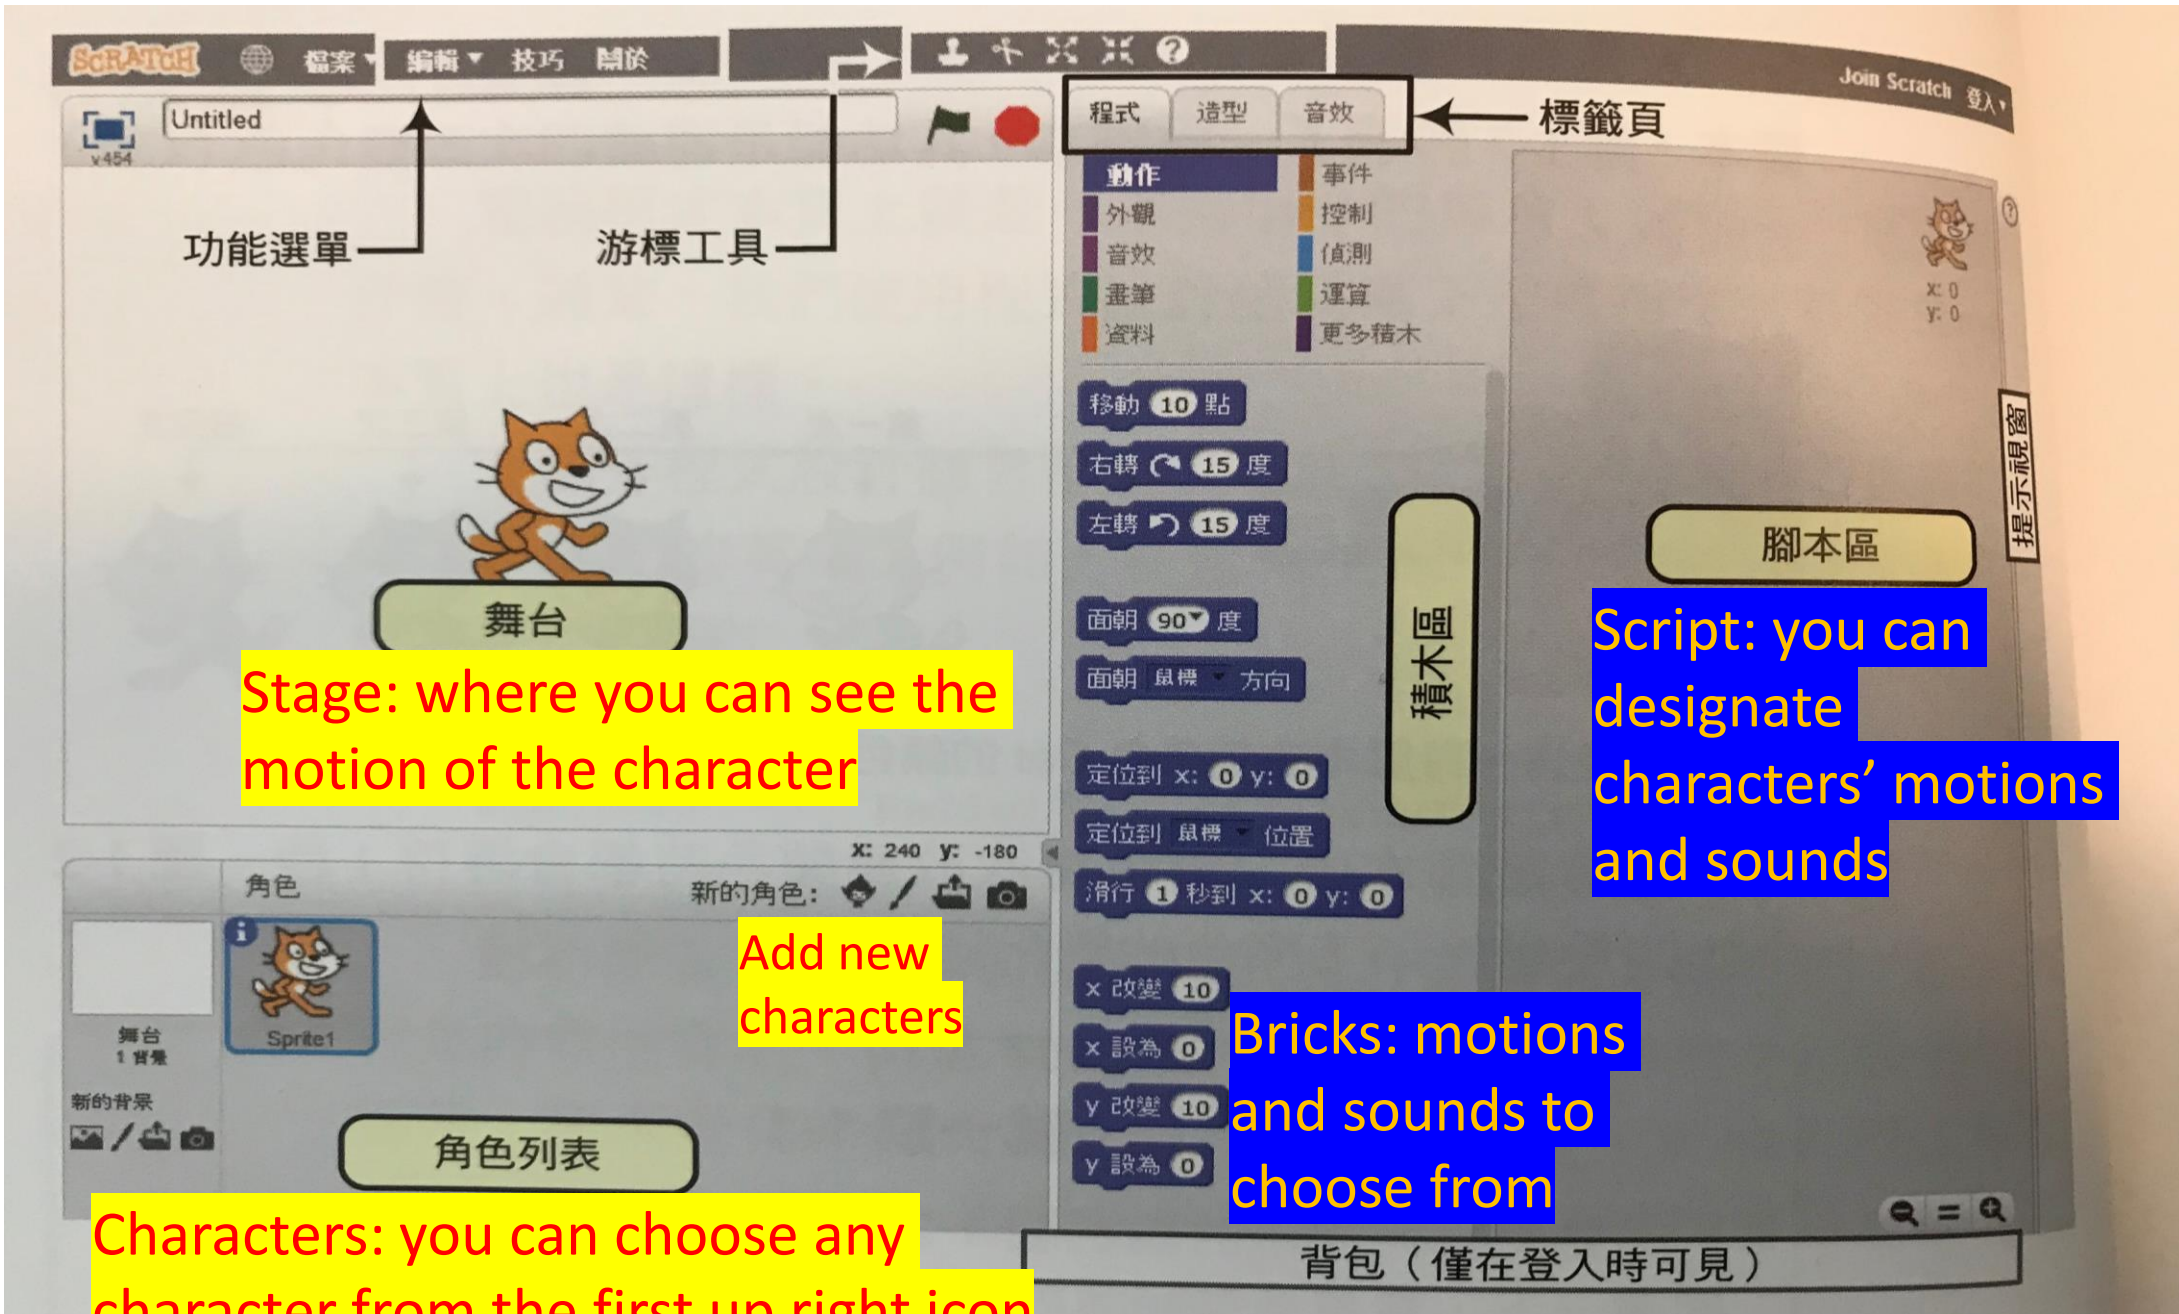 SCRATCH 檔案 編輯 技巧 關於
Join Scratch 登入
Untitled
v454
程式 造型 音效
標籤頁
功能選單
游標工具
動作 事件
外觀 控制
音效 偵測
畫筆 運算
資料 更多積木
x: 0
y: 0
移動 10 點
右轉 15 度
左轉 15 度
面朝 90 度
面朝 鼠標 方向
定位到 x: 0 y: 0
定位到 鼠標 位置
滑行 1 秒到 x: 0 y: 0
x 改變 10
x 設為 0
y 改變 10
y 設為 0
積木區
腳本區
提示視窗
舞台
Stage: where you can see the
motion of the character
Script: you can
designate
characters’ motions
and sounds
x: 240 y: -180
角色 新的角色:
Add new
characters
Sprite1
舞台
1 背景
新的背景
角色列表
Bricks: motions
and sounds to
choose from
Characters: you can choose any
character from the first up right icon
背包（僅在登入時可見）